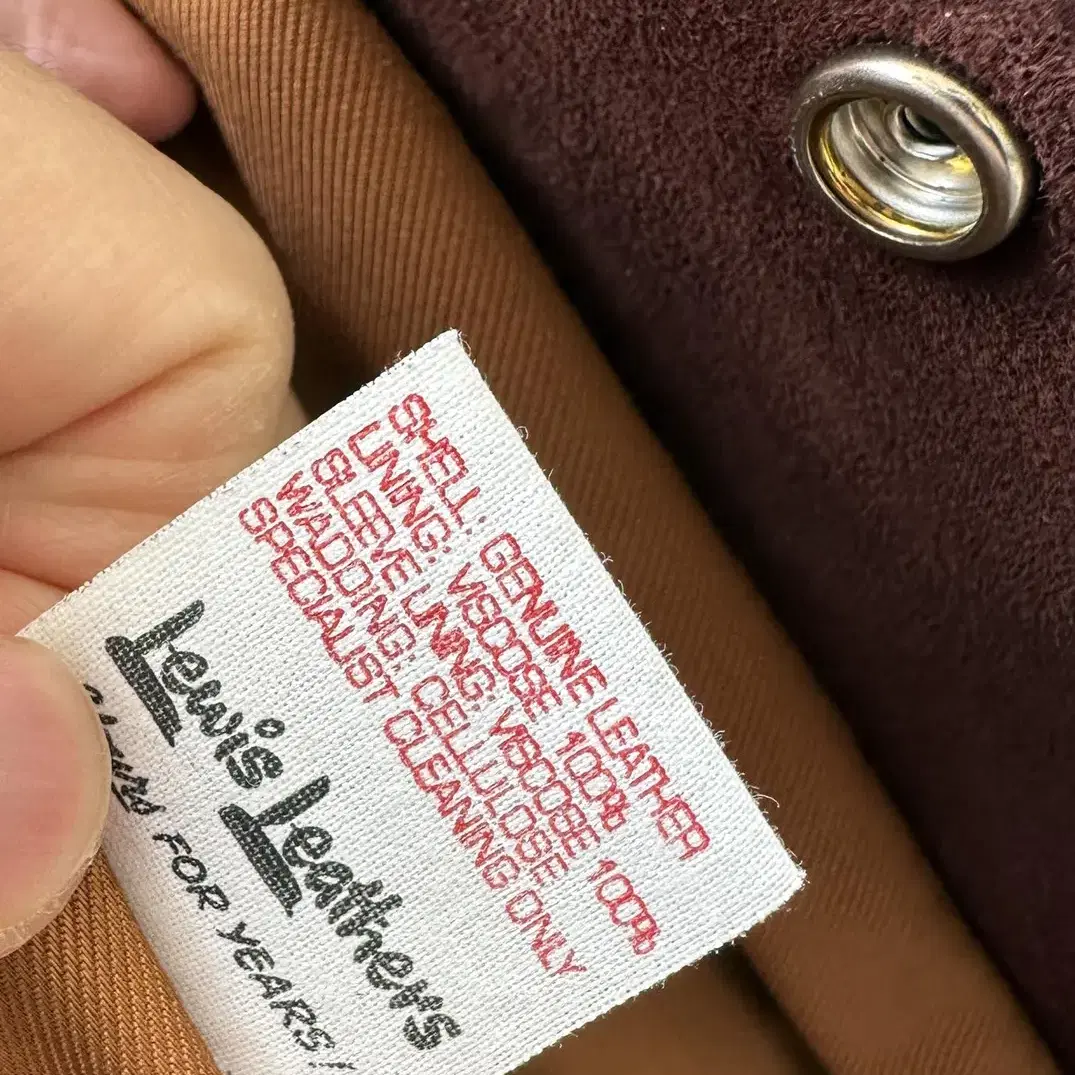 SHELL: GENUINE LEATHER
LINING: VISCOSE 100%
SLEEVE LINING: VISCOSE 100%
WADDING: CELLULOSE
SPECIALIST CLEANING ONLY
Lewis Leathers
FOR YEARS!